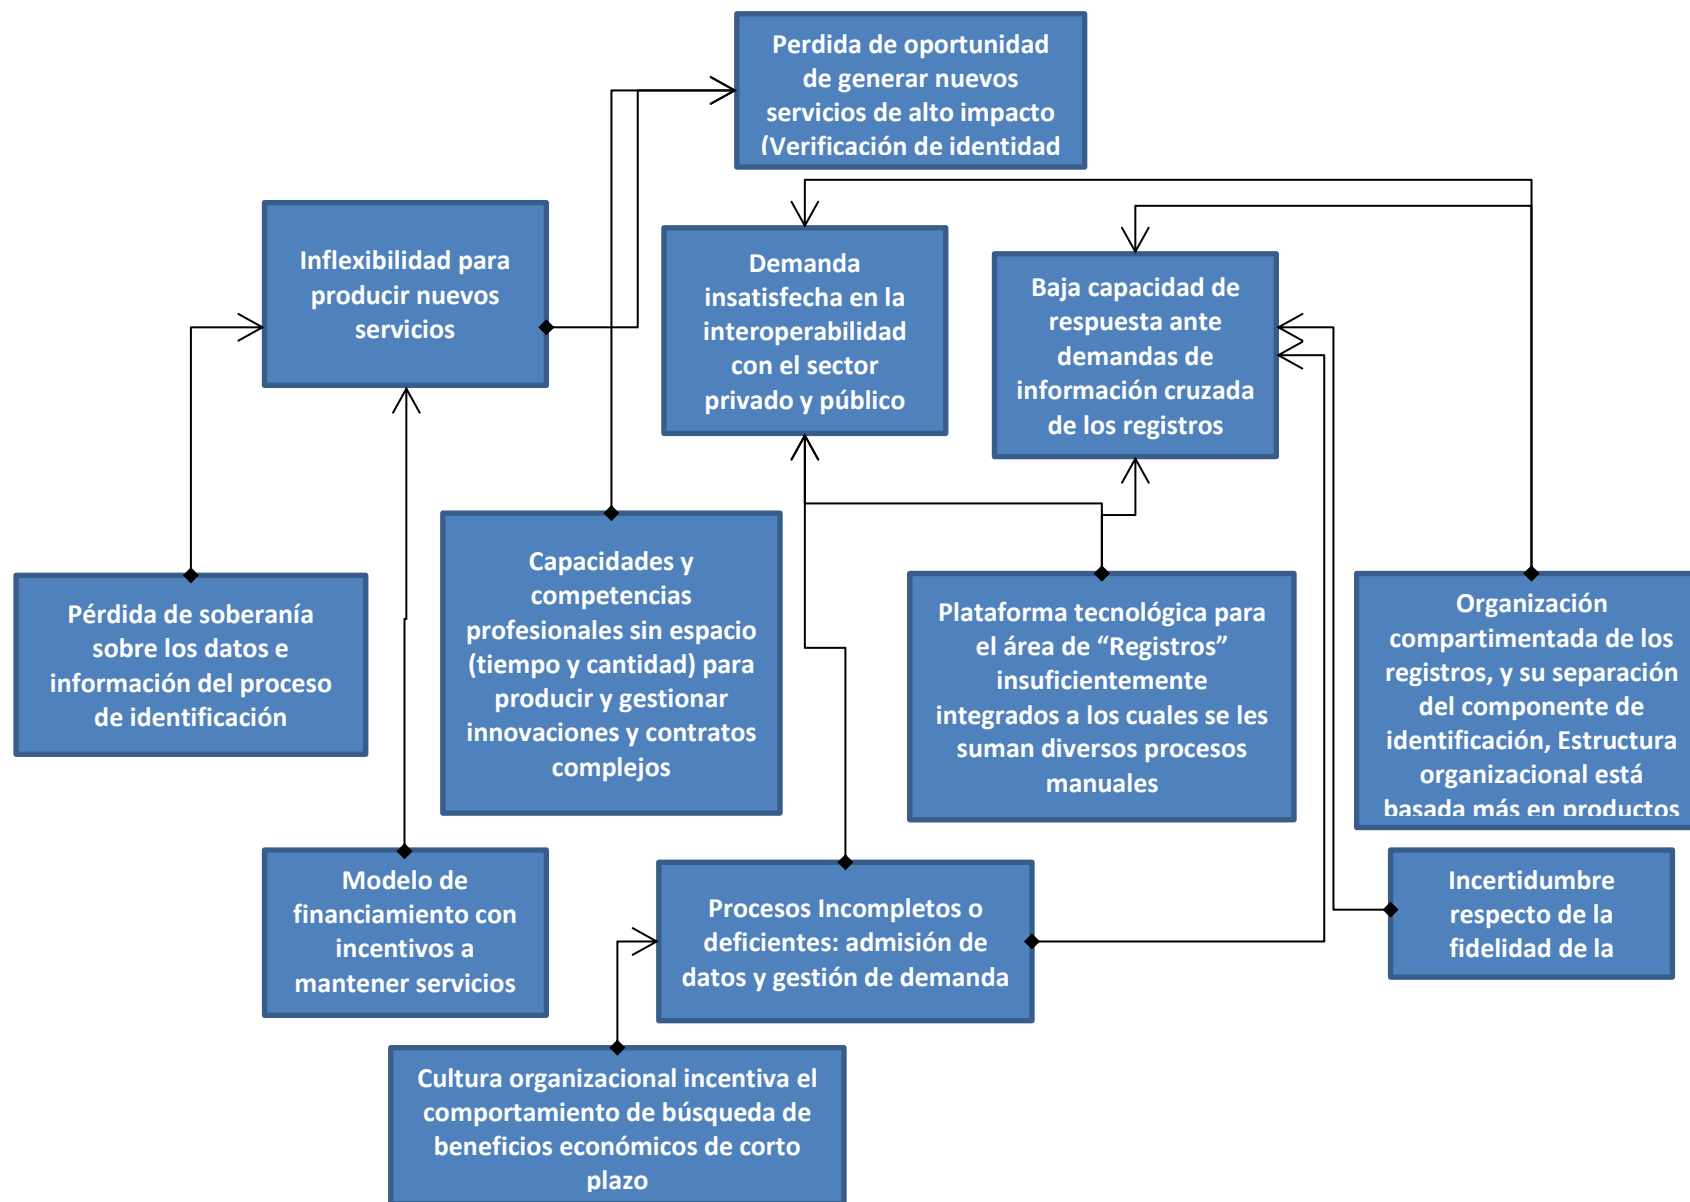 Perdida de oportunidad
de generar nuevos
servicios de alto impacto
(Verificación de identidad
Inflexibilidad para
producir nuevos
servicios
Demanda
insatisfecha en la
interoperabilidad
con el sector
privado y público
Baja capacidad de
respuesta ante
demandas de
información cruzada
de los registros
Pérdida de soberanía
sobre los datos e
información del proceso
de identificación
Capacidades y
competencias
profesionales sin espacio
(tiempo y cantidad) para
producir y gestionar
innovaciones y contratos
complejos
Plataforma tecnológica para
el área de “Registros”
insuficientemente
integrados a los cuales se les
suman diversos procesos
manuales
Organización
compartimentada de los
registros, y su separación
del componente de
identificación, Estructura
organizacional está
basada más en productos
Modelo de
financiamiento con
incentivos a
mantener servicios
Procesos Incompletos o
deficientes: admisión de
datos y gestión de demanda
Incertidumbre
respecto de la
fidelidad de la
Cultura organizacional incentiva el
comportamiento de búsqueda de
beneficios económicos de corto
plazo